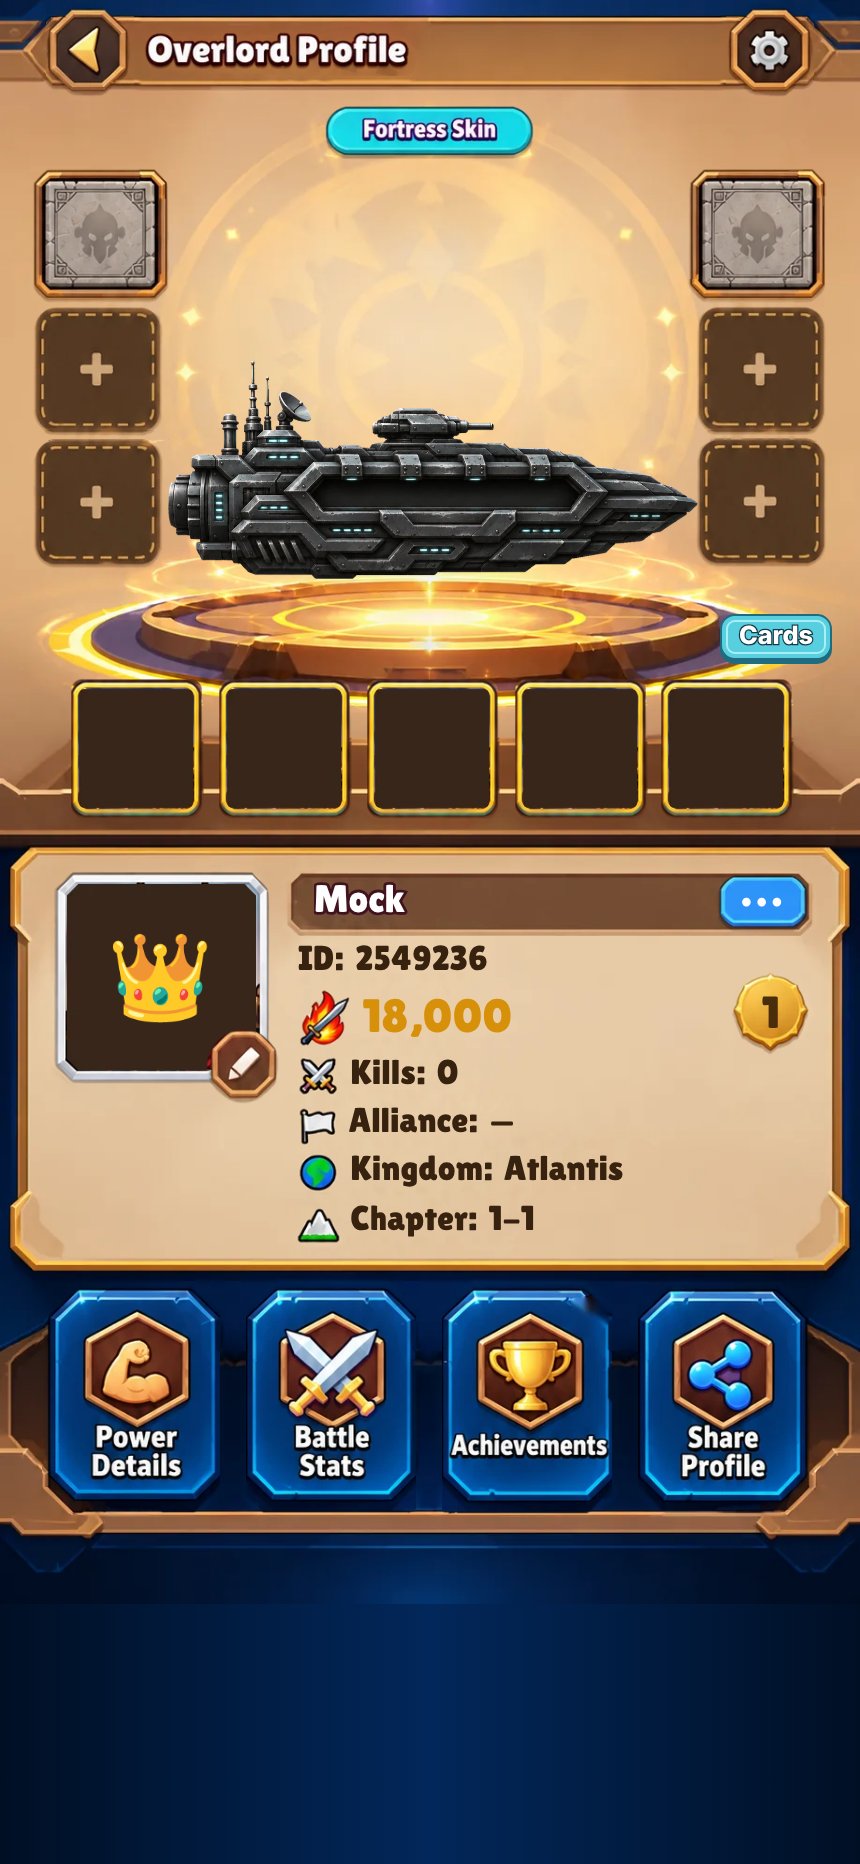 Overlord Profile
Fortress Skin
Cards
Mock
ID: 2549236
18,000
1
Kills: 0
Alliance: —
Kingdom: Atlantis
Chapter: 1-1
Power
Details
Battle
Stats
Achievements
Share
Profile